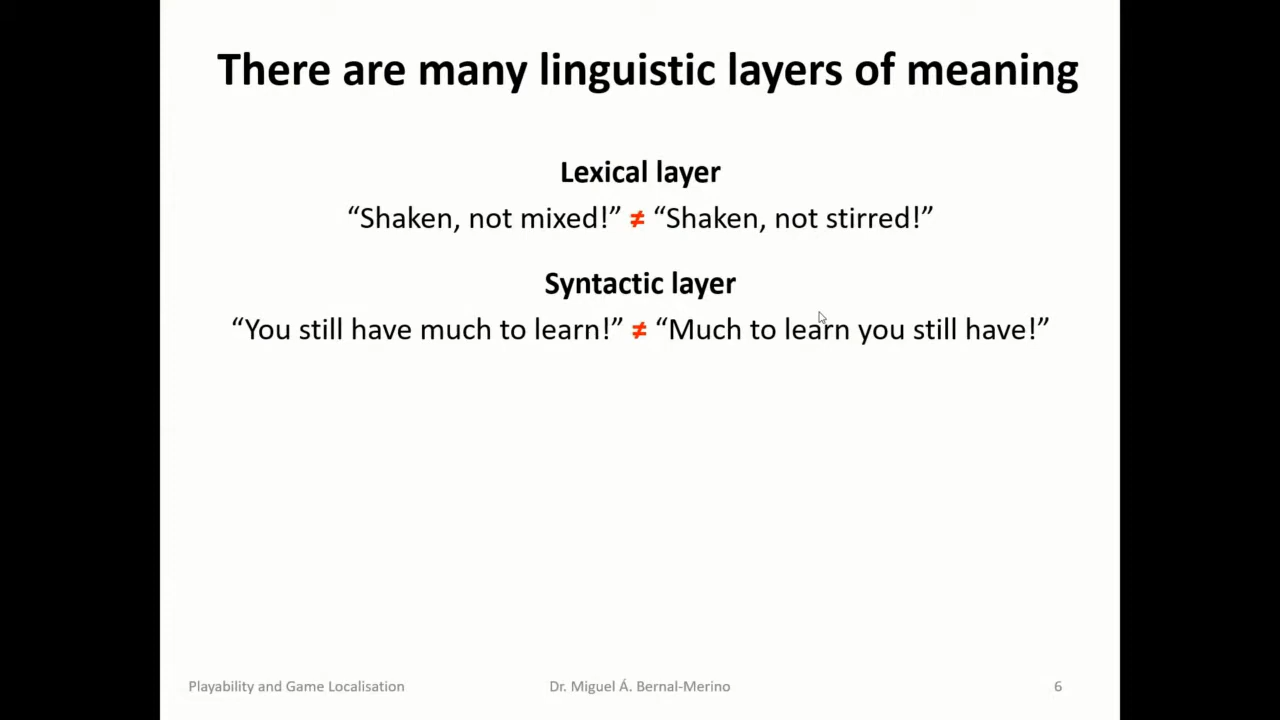 There are many linguistic layers of meaning
Lexical layer
“Shaken, not mixed!” ≠ “Shaken, not stirred!”
Syntactic layer
“You still have much to learn!” ≠ “Much to learn you still have!”
Playability and Game Localisation
Dr. Miguel Á. Bernal-Merino
6